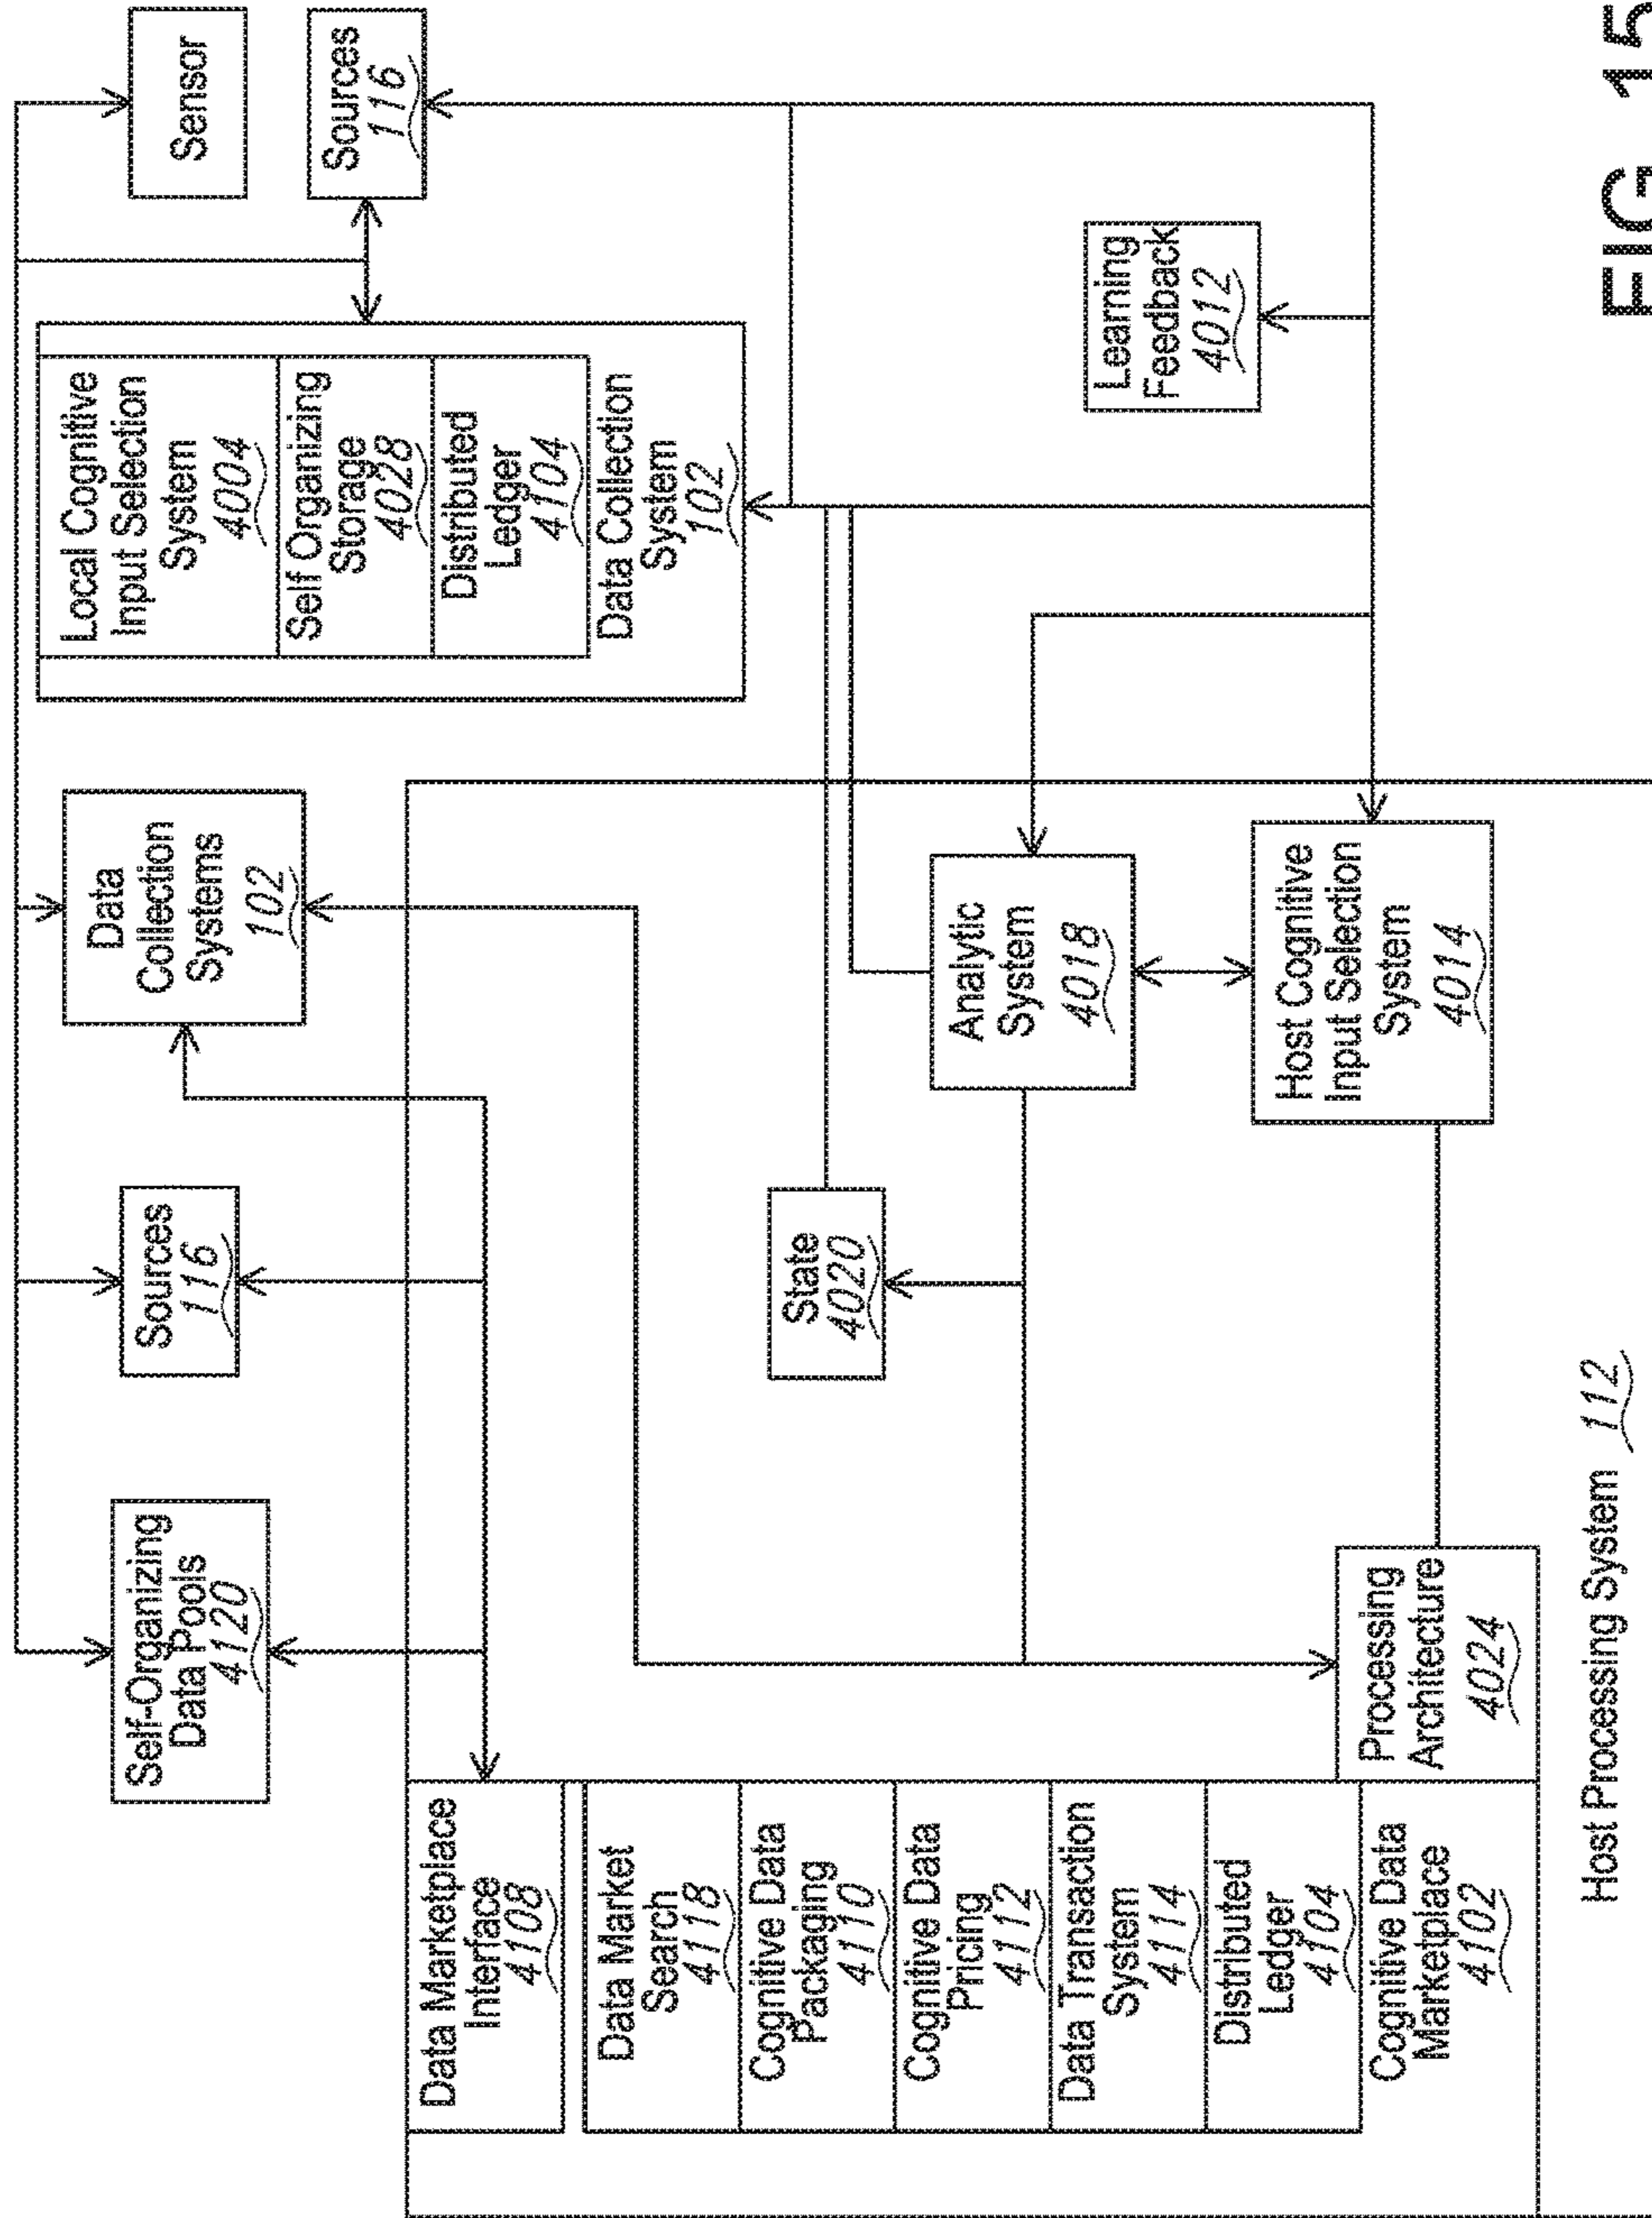 Self-Organizing
Data Pools
4120
Sources
116
Data
Collection
Systems
102
Local Cognitive
Input Selection
System
4004
Self Organizing
Storage
4028
Distributed
Ledger
4104
Data Collection
System
102
Sensor
Sources
116
Data Marketplace
Interface
4108
Data Market
Search
4118
Cognitive Data
Packaging
4110
Cognitive Data
Pricing
4112
Data Transaction
System
4114
Distributed
Ledger
4104
Cognitive Data
Marketplace
4102
State
4020
Analytic
System
4018
Host Cognitive
Input Selection
System
4014
Processing
Architecture
4024
Learning
Feedback
4012
Host Processing System 112
FIG. 15